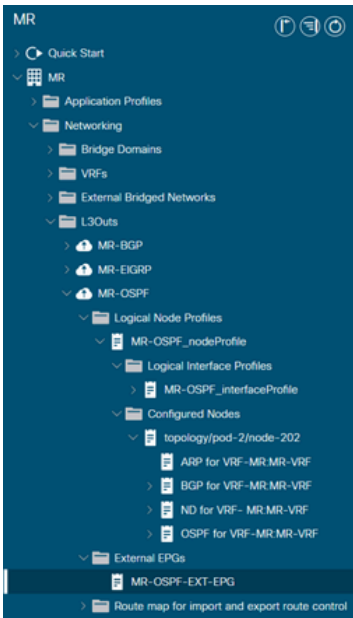 MR
Quick Start
MR
Application Profiles
Networking
Bridge Domains
VRFs
External Bridged Networks
L3Outs
MR-BGP
MR-EIGRP
MR-OSPF
Logical Node Profiles
MR-OSPF_nodeProfile
Logical Interface Profiles
MR-OSPF_interfaceProfile
Configured Nodes
topology/pod-2/node-202
ARP for VRF-MR:MR-VRF
BGP for VRF-MR:MR-VRF
ND for VRF- MR:MR-VRF
OSPF for VRF-MR:MR-VRF
External EPGs
MR-OSPF-EXT-EPG
Route map for import and export route control